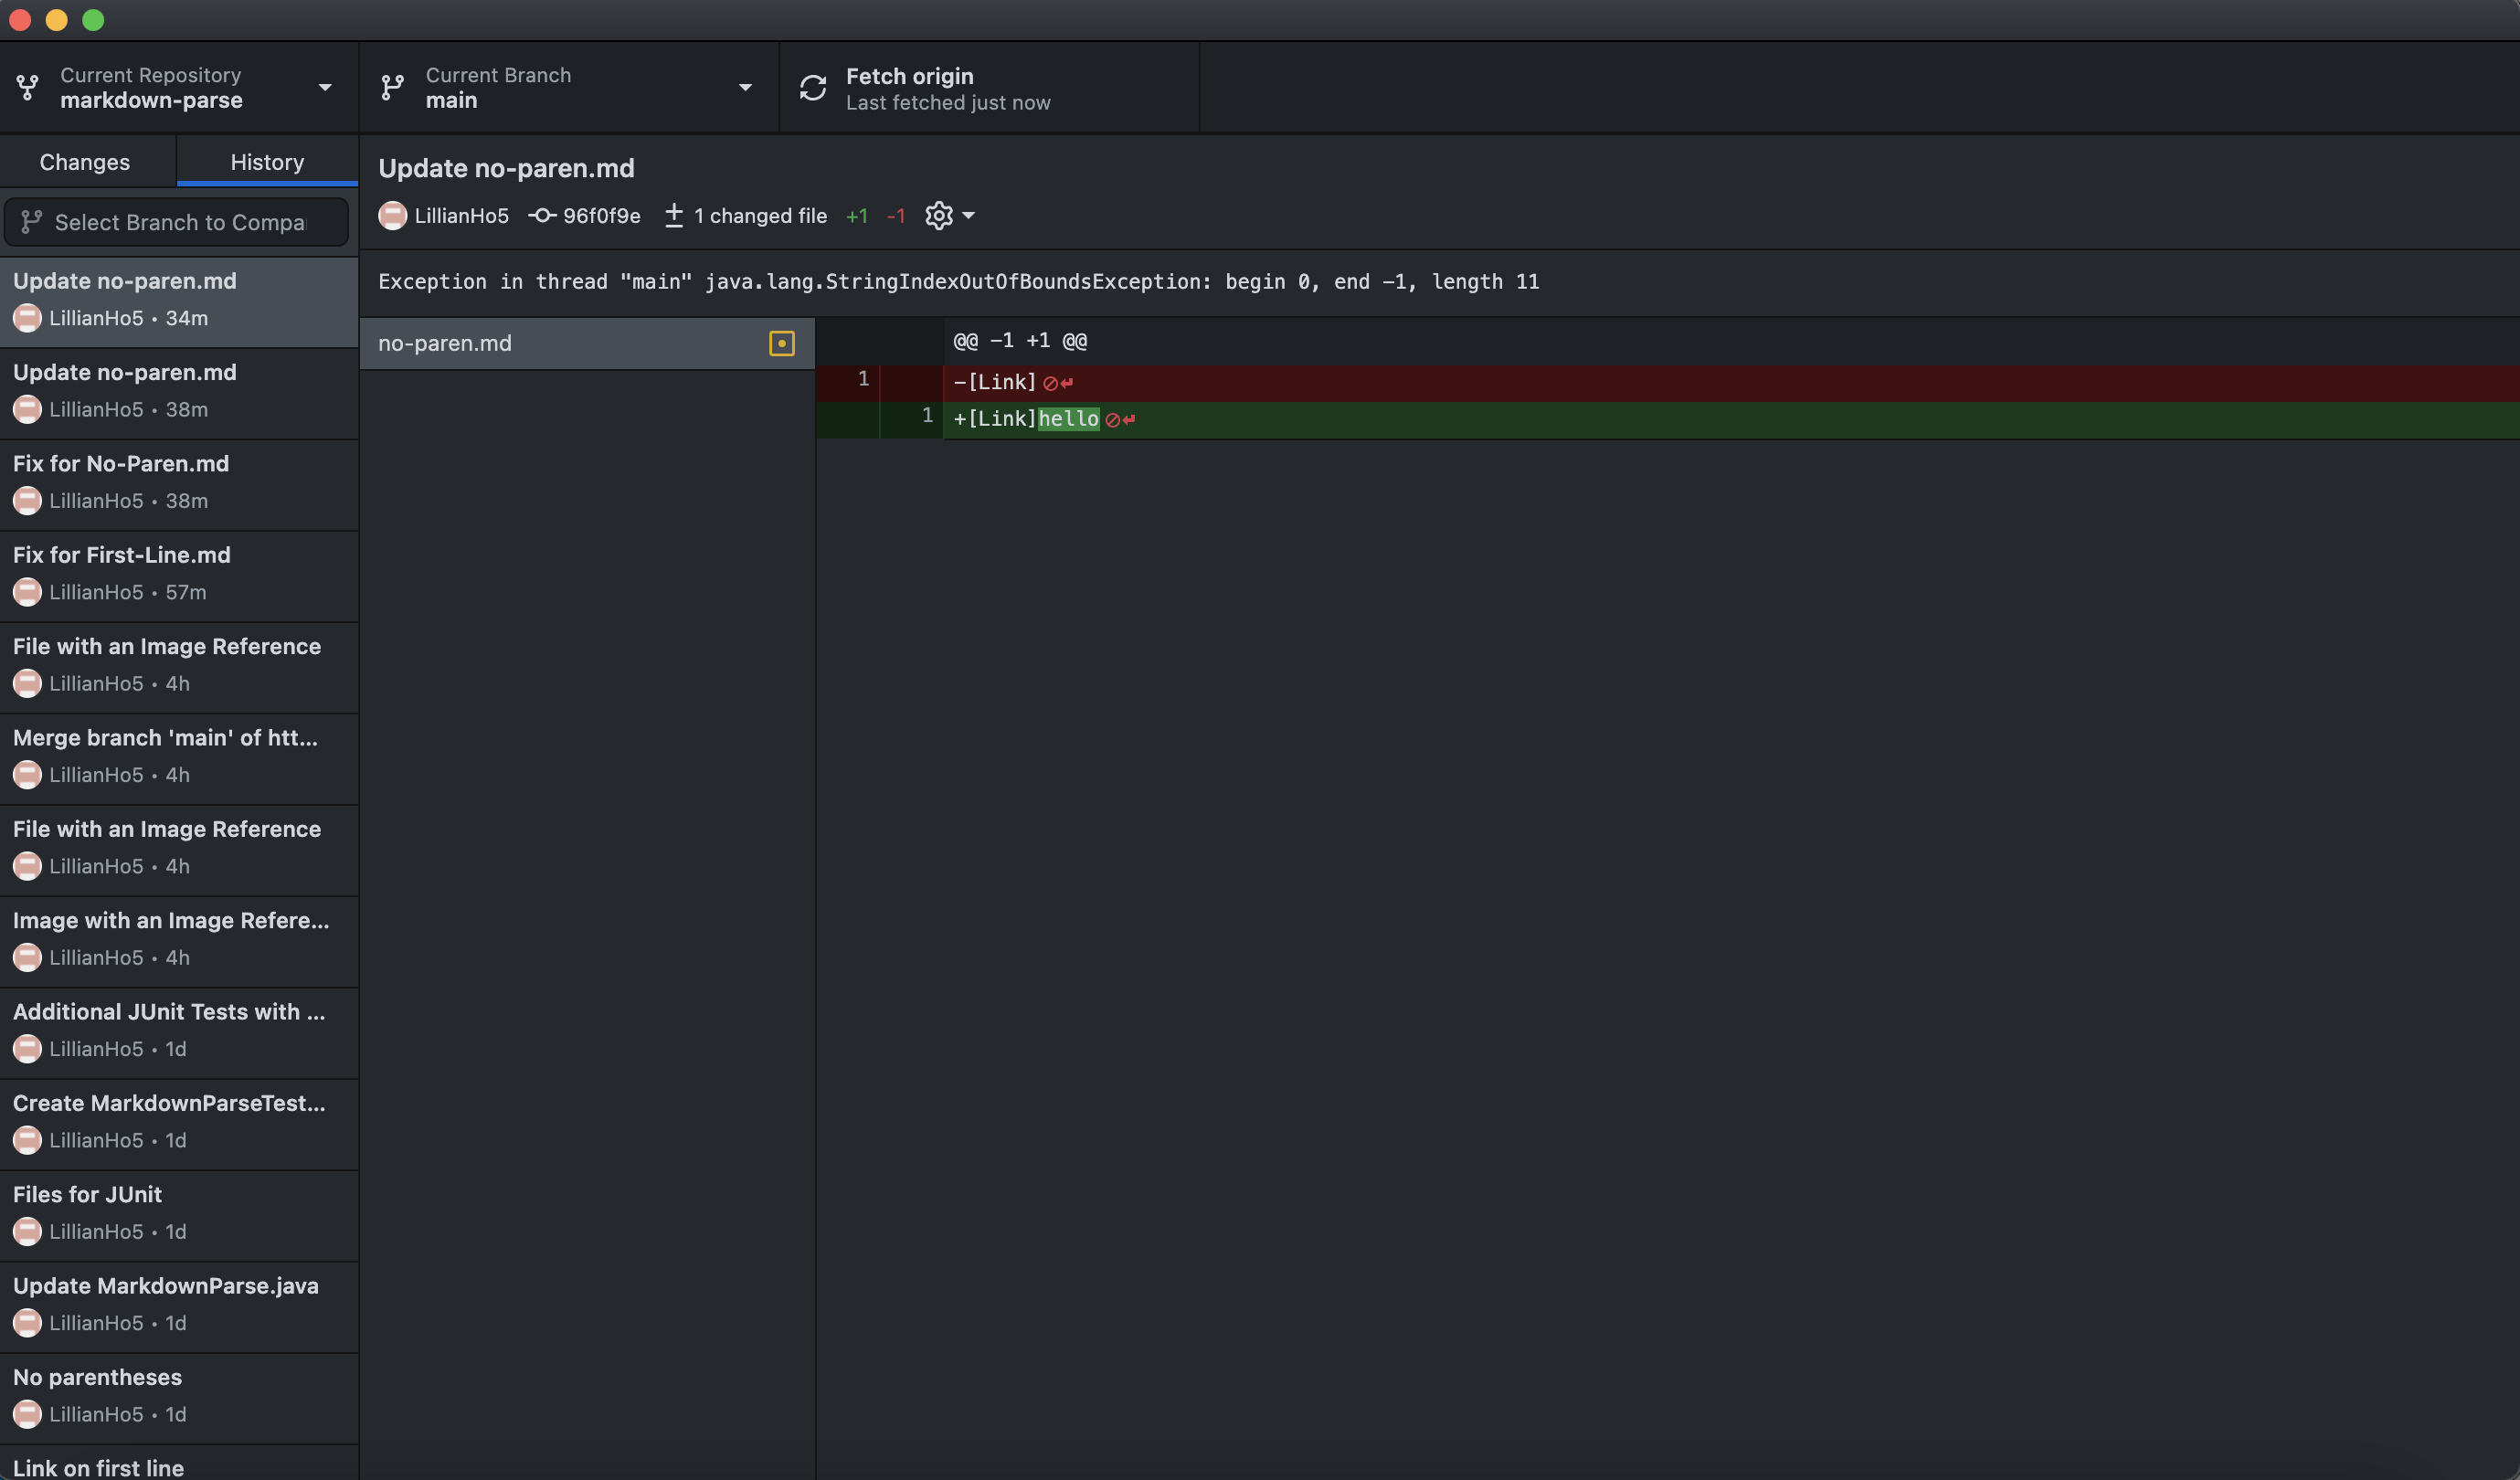 Current Repository
markdown-parse
Current Branch
main
Fetch origin
Last fetched just now
Changes
History
Select Branch to Compa
Update no-paren.md
LillianHo5 • 34m
Update no-paren.md
LillianHo5 • 38m
Fix for No-Paren.md
LillianHo5 • 38m
Fix for First-Line.md
LillianHo5 • 57m
File with an Image Reference
LillianHo5 • 4h
Merge branch 'main' of htt...
LillianHo5 • 4h
File with an Image Reference
LillianHo5 • 4h
Image with an Image Refere...
LillianHo5 • 4h
Additional JUnit Tests with ...
LillianHo5 • 1d
Create MarkdownParseTest...
LillianHo5 • 1d
Files for JUnit
LillianHo5 • 1d
Update MarkdownParse.java
LillianHo5 • 1d
No parentheses
LillianHo5 • 1d
Link on first line
Update no-paren.md
LillianHo5 96f0f9e 1 changed file +1 -1
Exception in thread "main" java.lang.StringIndexOutOfBoundsException: begin 0, end -1, length 11
no-paren.md
@@ -1 +1 @@
1 -[Link]
1 +[Link]hello